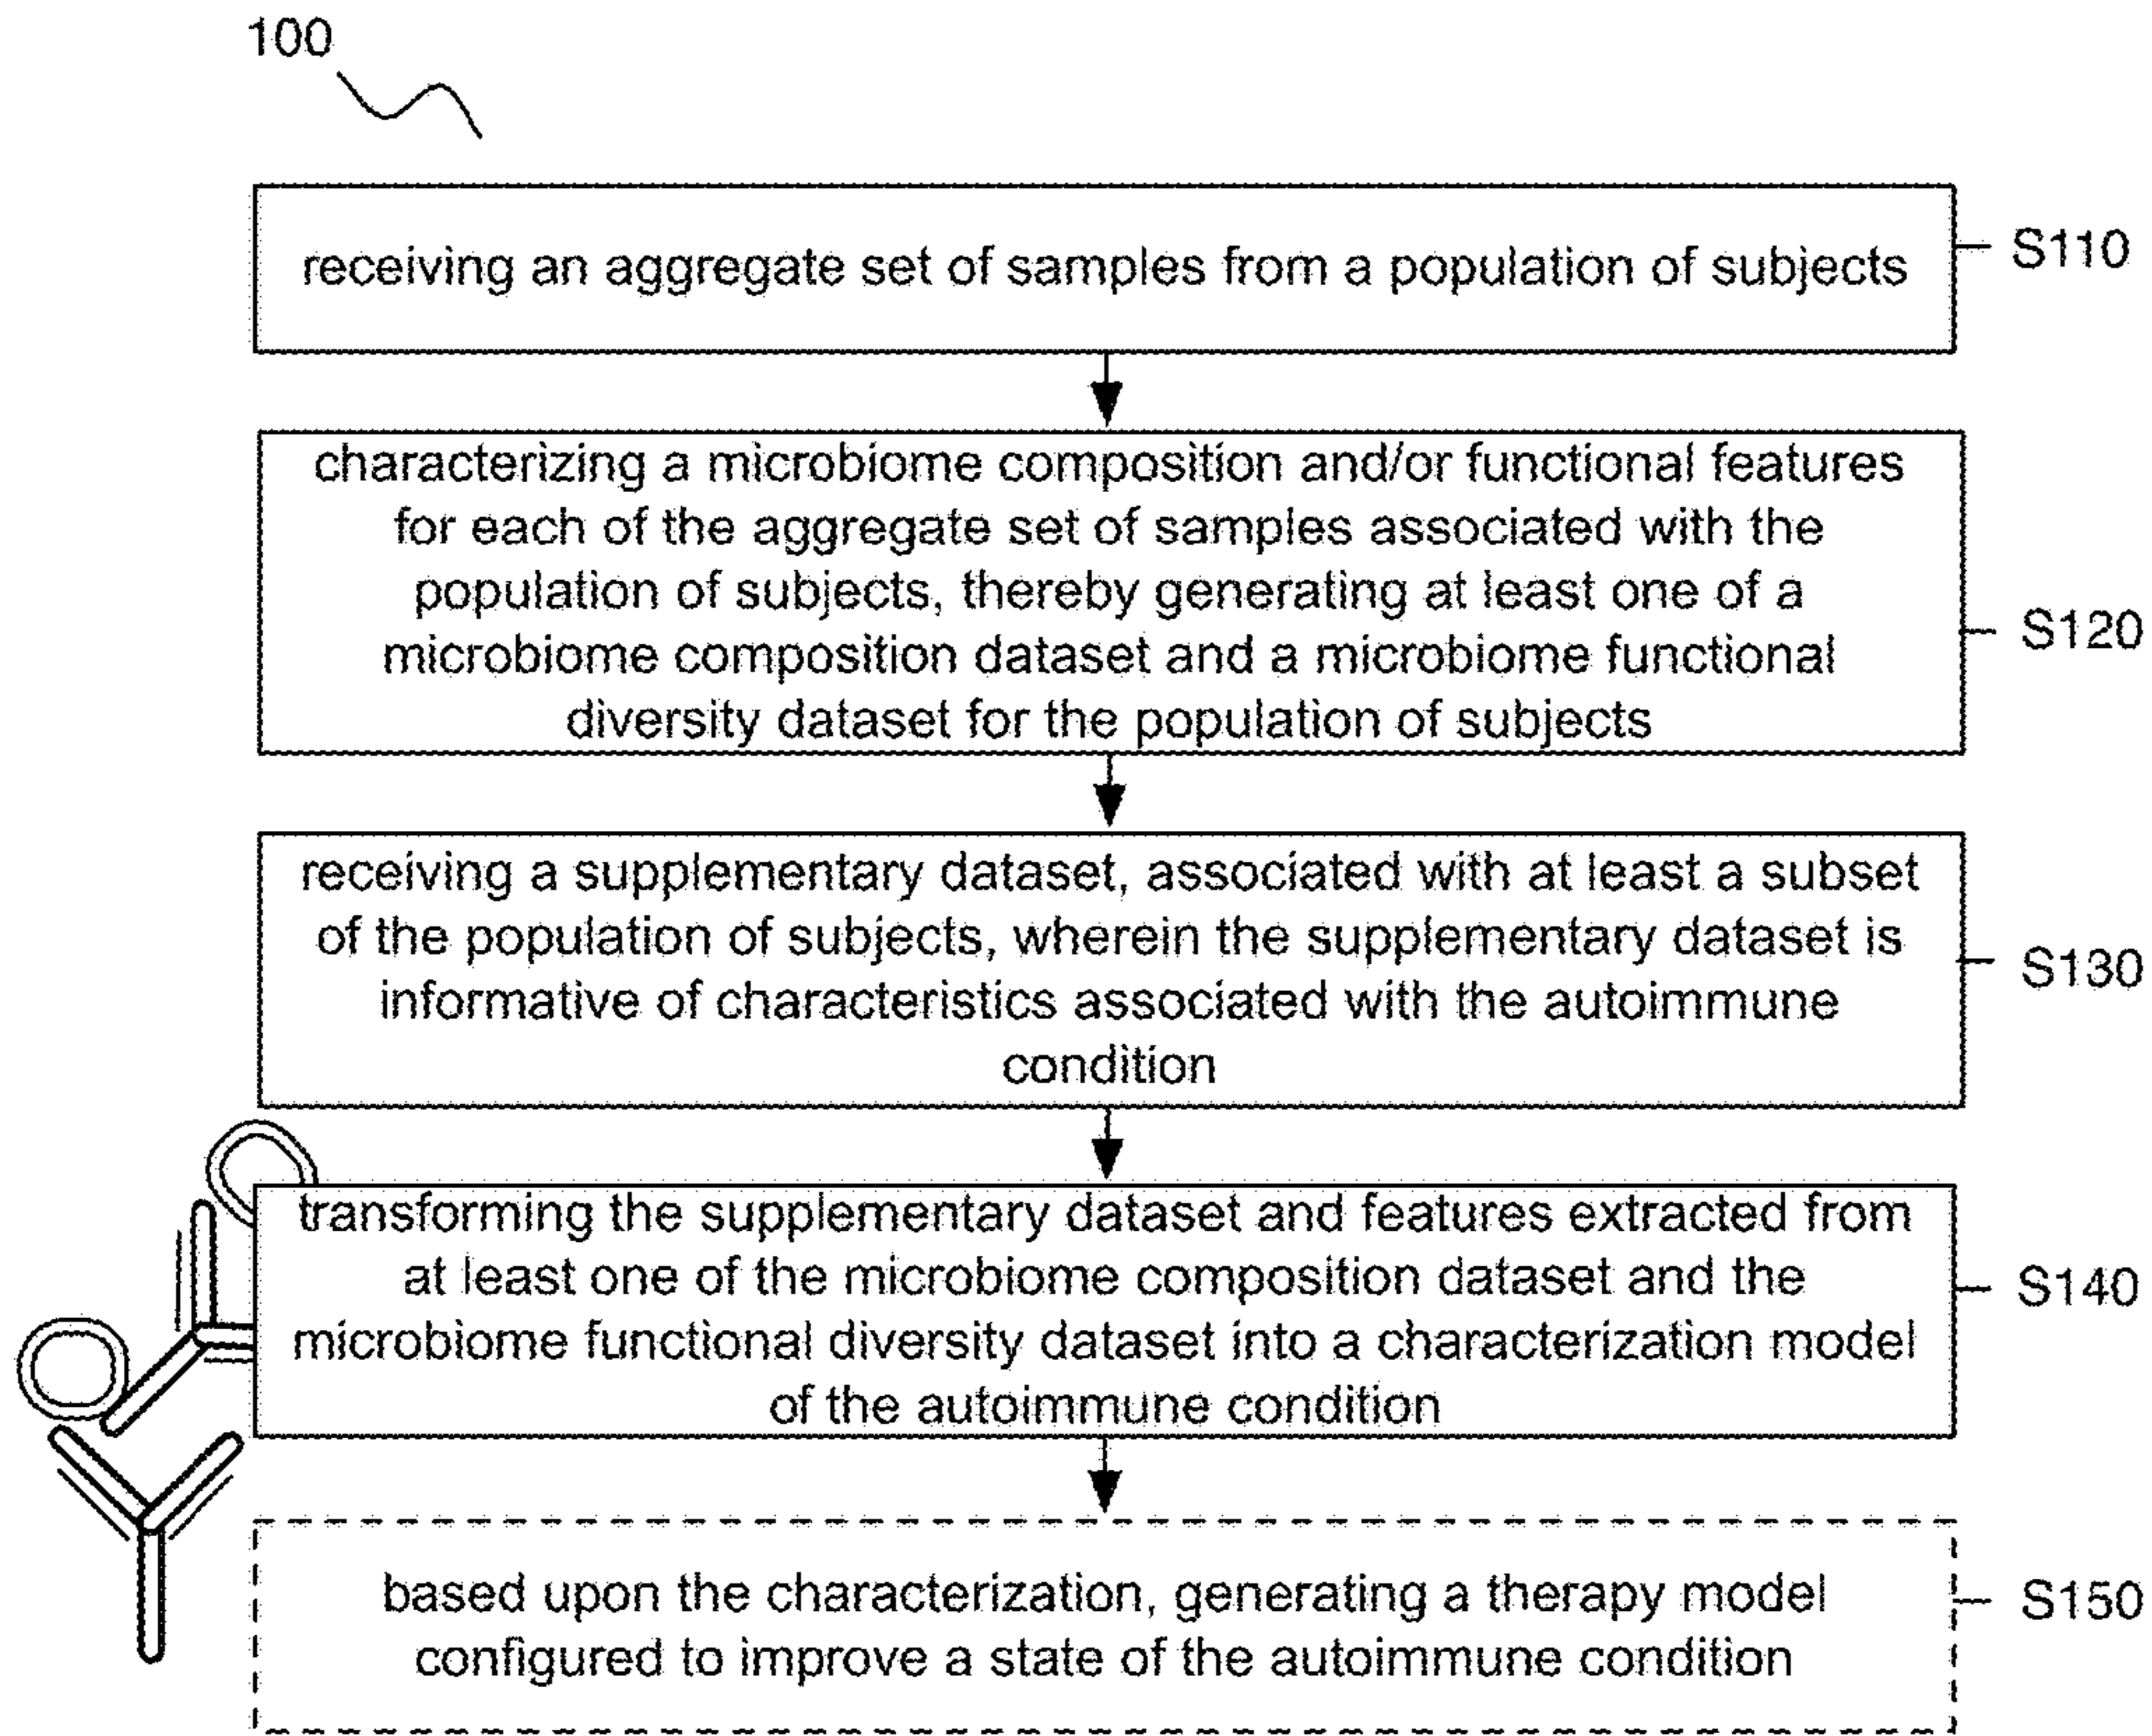 100
receiving an aggregate set of samples from a population of subjects
S110
characterizing a microbiome composition and/or functional features
for each of the aggregate set of samples associated with the
population of subjects, thereby generating at least one of a
microbiome composition dataset and a microbiome functional
diversity dataset for the population of subjects
S120
receiving a supplementary dataset, associated with at least a subset
of the population of subjects, wherein the supplementary dataset is
informative of characteristics associated with the autoimmune
condition
S130
transforming the supplementary dataset and features extracted from
at least one of the microbiome composition dataset and the
microbiome functional diversity dataset into a characterization model
of the autoimmune condition
S140
based upon the characterization, generating a therapy model
configured to improve a state of the autoimmune condition
S150